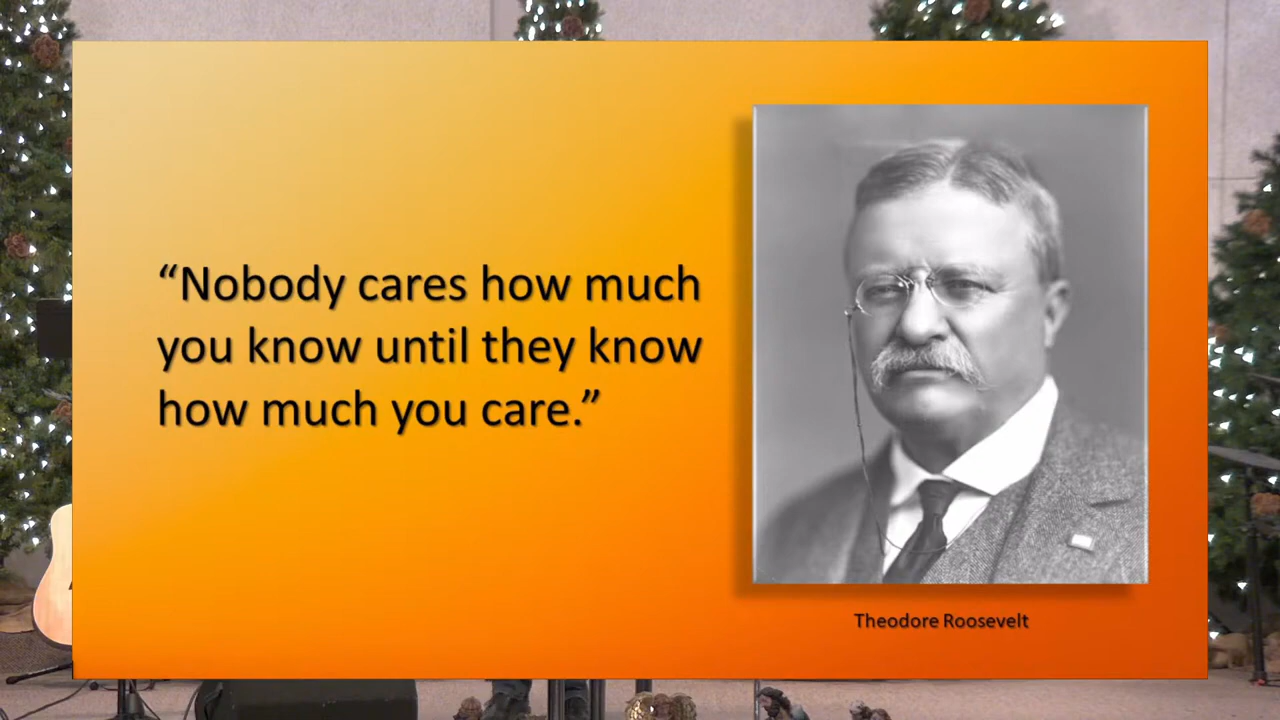 “Nobody cares how much
you know until they know
how much you care.”
Theodore Roosevelt